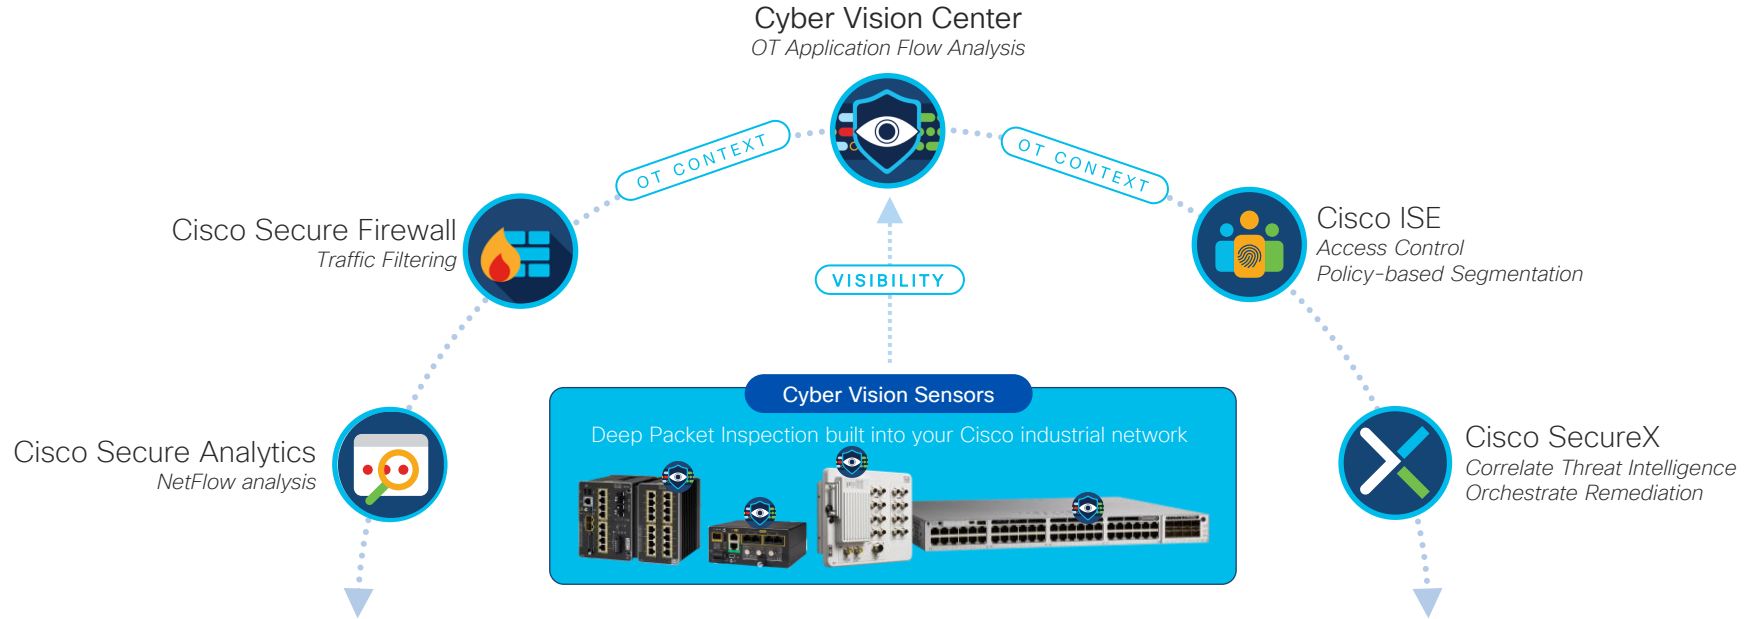 Cyber Vision Center
OT Application Flow Analysis
OT CONTEXT
OT CONTEXT
Cisco Secure Firewall
Traffic Filtering
Cisco ISE
Access Control
Policy-based Segmentation
VISIBILITY
Cyber Vision Sensors
Deep Packet Inspection built into your Cisco industrial network
Cisco Secure Analytics
NetFlow analysis
Cisco SecureX
Correlate Threat Intelligence
Orchestrate Remediation